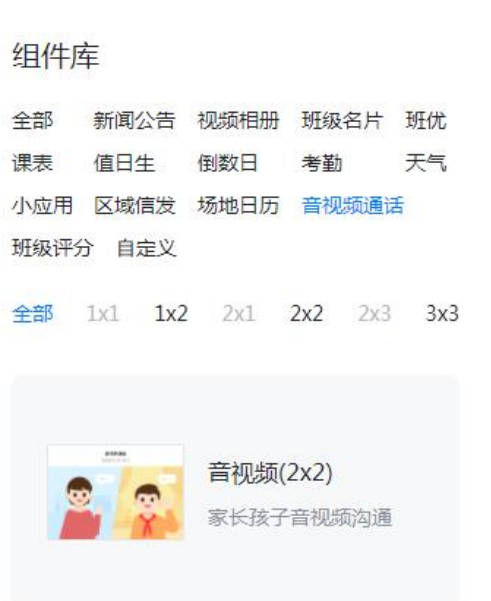 组件库
全部 新闻公告 视频相册 班级名片 班优
课表 值日生 倒数日 考勤 天气
小应用 区域信发 场地日历 音视频通话
班级评分 自定义
全部 1x1 1x2 2x1 2x2 2x3 3x3
音视频(2x2)
家长孩子音视频沟通